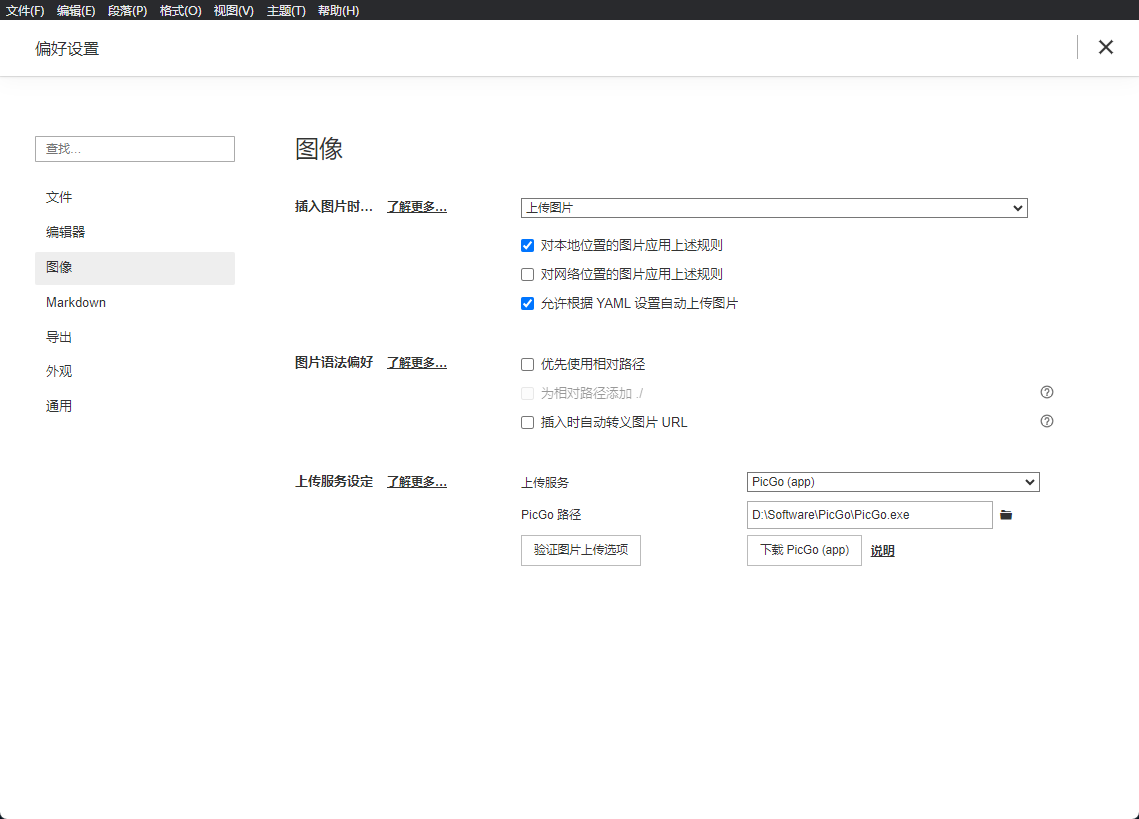 文件(F) 编辑(E) 段落(P) 格式(O) 视图(V) 主题(T) 帮助(H)
偏好设置
查找...
文件
编辑器
图像
Markdown
导出
外观
通用
图像
插入图片时... 了解更多... 上传图片
对本地位置的图片应用上述规则
对网络位置的图片应用上述规则
允许根据 YAML 设置自动上传图片
图片语法偏好 了解更多... 优先使用相对路径
为相对路径添加 ./
插入时自动转义图片 URL
上传服务设定 了解更多... 上传服务 PicGo (app)
PicGo 路径 D:\Software\PicGo\PicGo.exe
验证图片上传选项 下载 PicGo (app) 说明